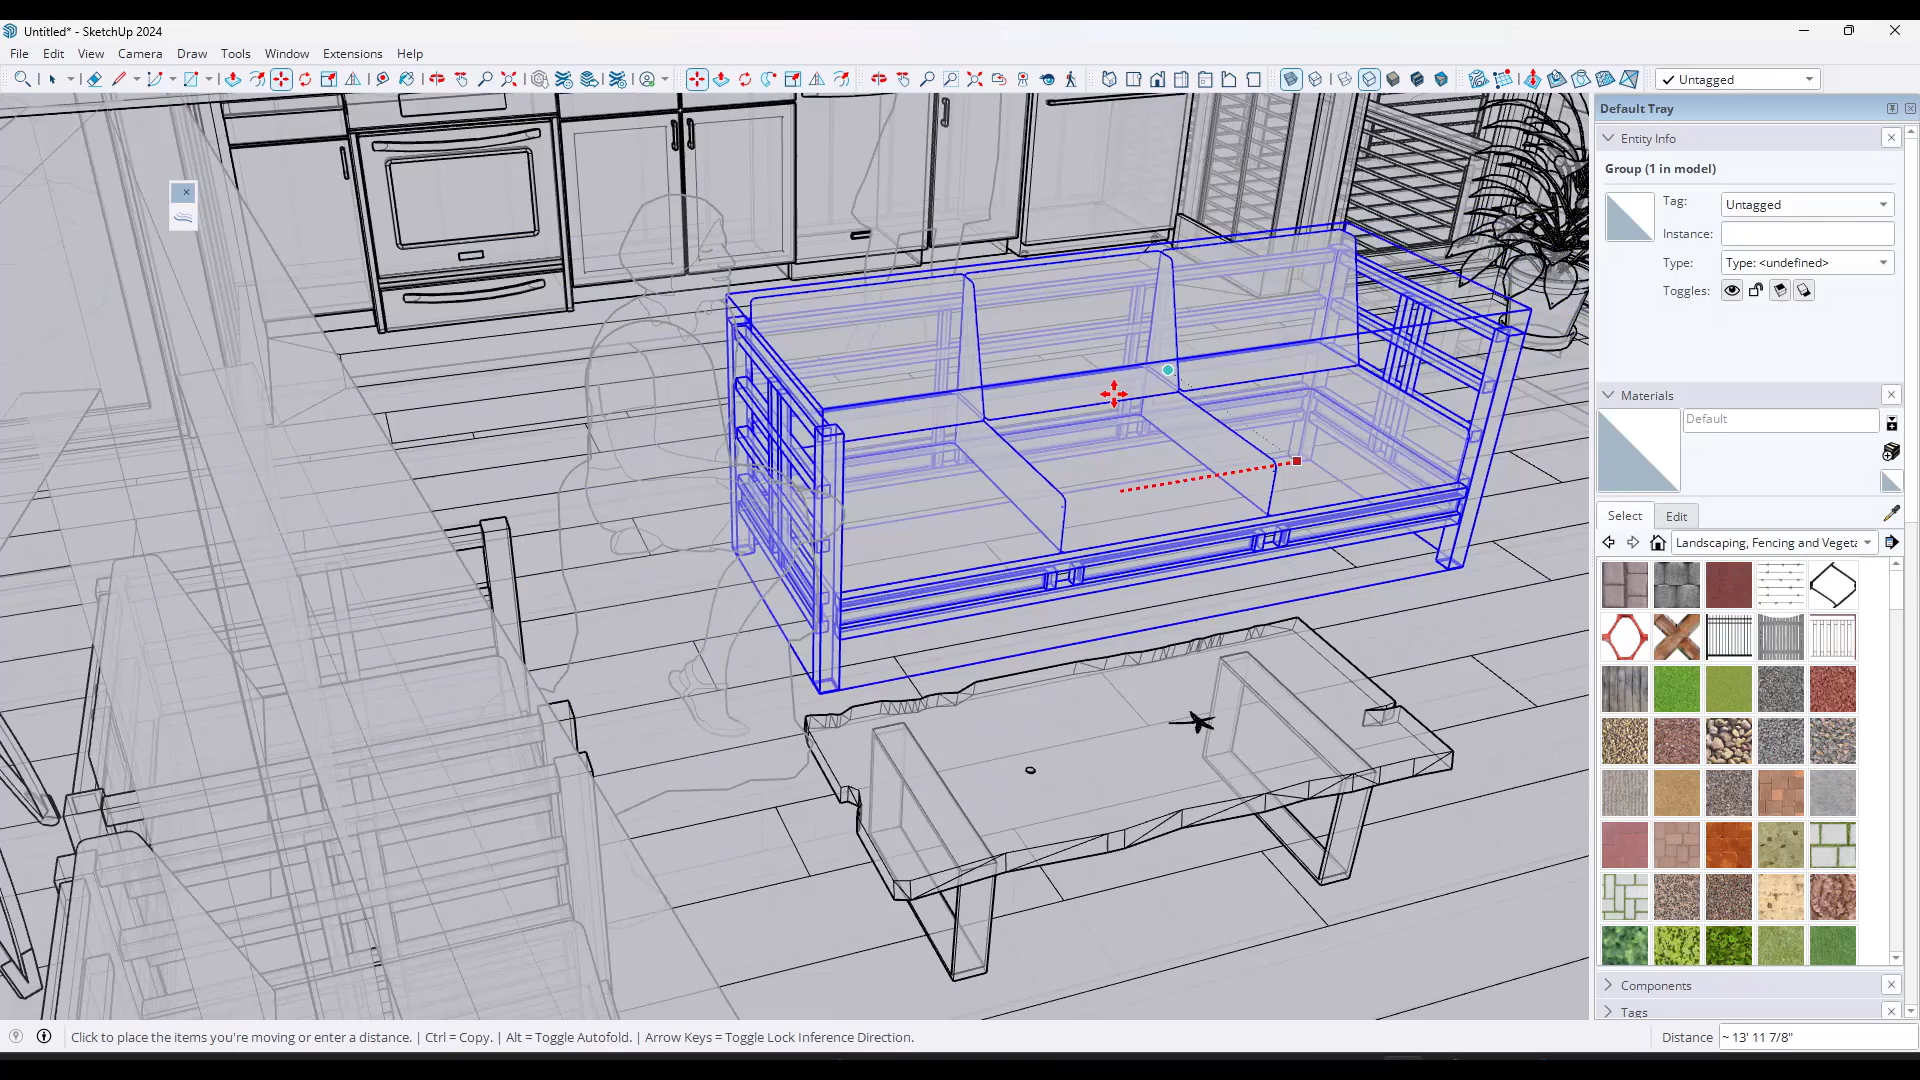 Untitled* - SketchUp 2024
File Edit View Camera Draw Tools Window Extensions Help
Untagged
Default Tray
Entity Info
Group (1 in model)
Tag: Untagged
Instance:
Type: Type: <undefined>
Toggles:
Materials
Default
Select Edit
Landscaping, Fencing and Vegeta
Components
Tags
Click to place the items you're moving or enter a distance. | Ctrl = Copy. | Alt = Toggle Autofold. | Arrow Keys = Toggle Lock Inference Direction.
Distance ~ 13' 11 7/8"